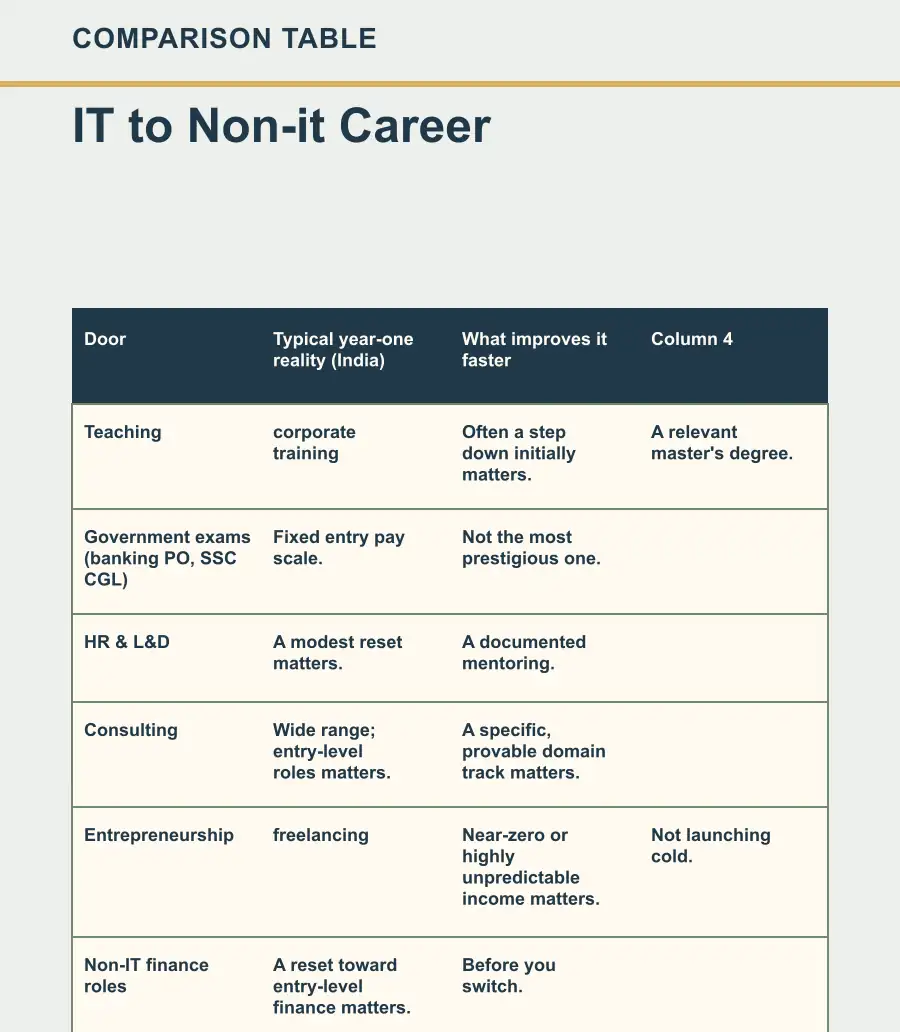 COMPARISON TABLE
IT to Non-it Career
Door
Typical year-one
reality (India)
What improves it
faster
Column 4
Teaching
corporate
training
Often a step
down initially
matters.
A relevant
master's degree.
Government exams
(banking PO, SSC
CGL)
Fixed entry pay
scale.
Not the most
prestigious one.
HR & L&D
A modest reset
matters.
A documented
mentoring.
Consulting
Wide range;
entry-level
roles matters.
A specific,
provable domain
track matters.
Entrepreneurship
freelancing
Near-zero or
highly
unpredictable
income matters.
Not launching
cold.
Non-IT finance
roles
A reset toward
entry-level
finance matters.
Before you
switch.